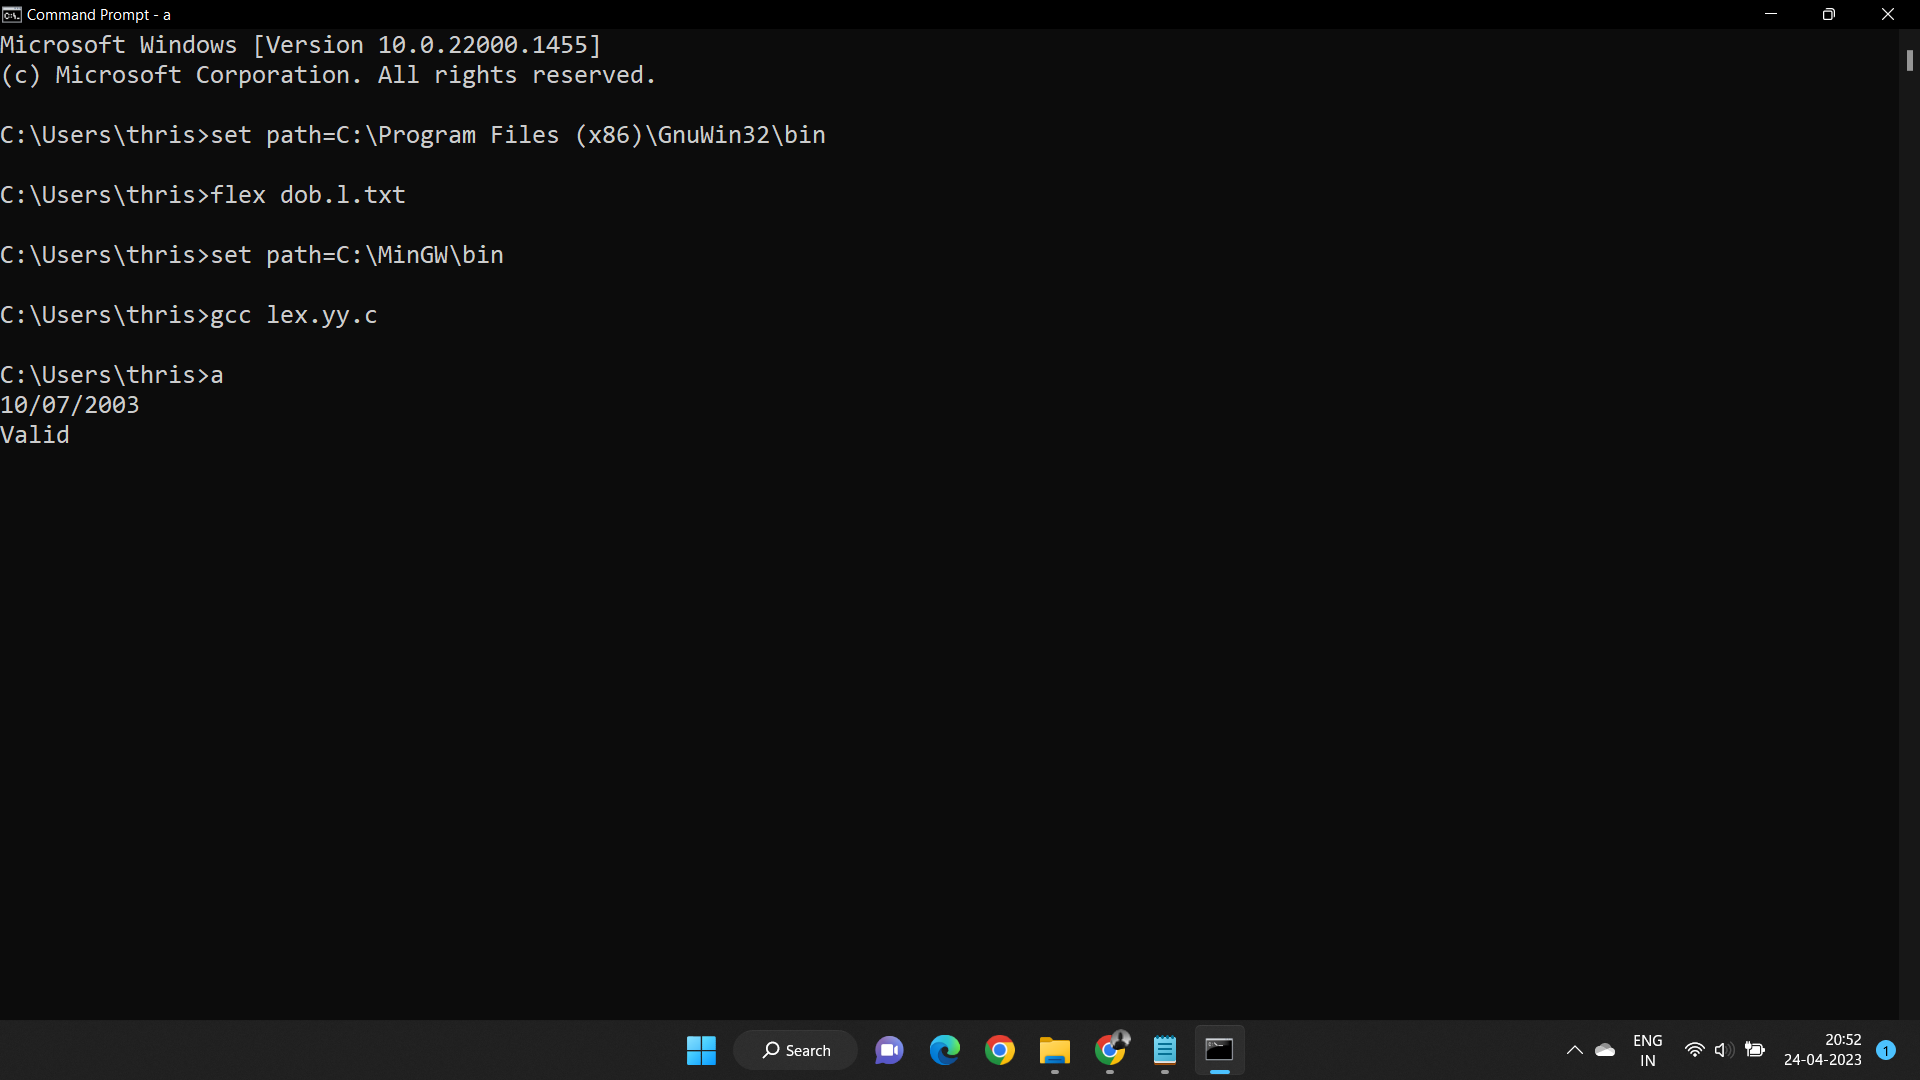 Command Prompt - a
Microsoft Windows [Version 10.0.22000.1455]
(c) Microsoft Corporation. All rights reserved.
C:\Users\thris>set path=C:\Program Files (x86)\GnuWin32\bin
C:\Users\thris>flex dob.l.txt
C:\Users\thris>set path=C:\MinGW\bin
C:\Users\thris>gcc lex.yy.c
C:\Users\thris>a
10/07/2003
Valid
Search
ENG
IN
20:52
24-04-2023
1